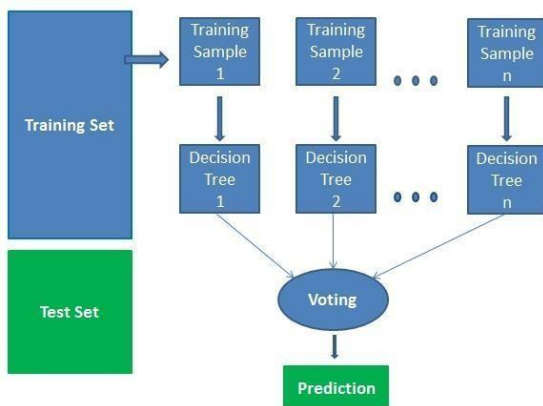 Training Set
Training
Sample
1
Training
Sample
2
Training
Sample
n
Decision
Tree
1
Decision
Tree
2
Decision
Tree
n
Test Set
Voting
Prediction